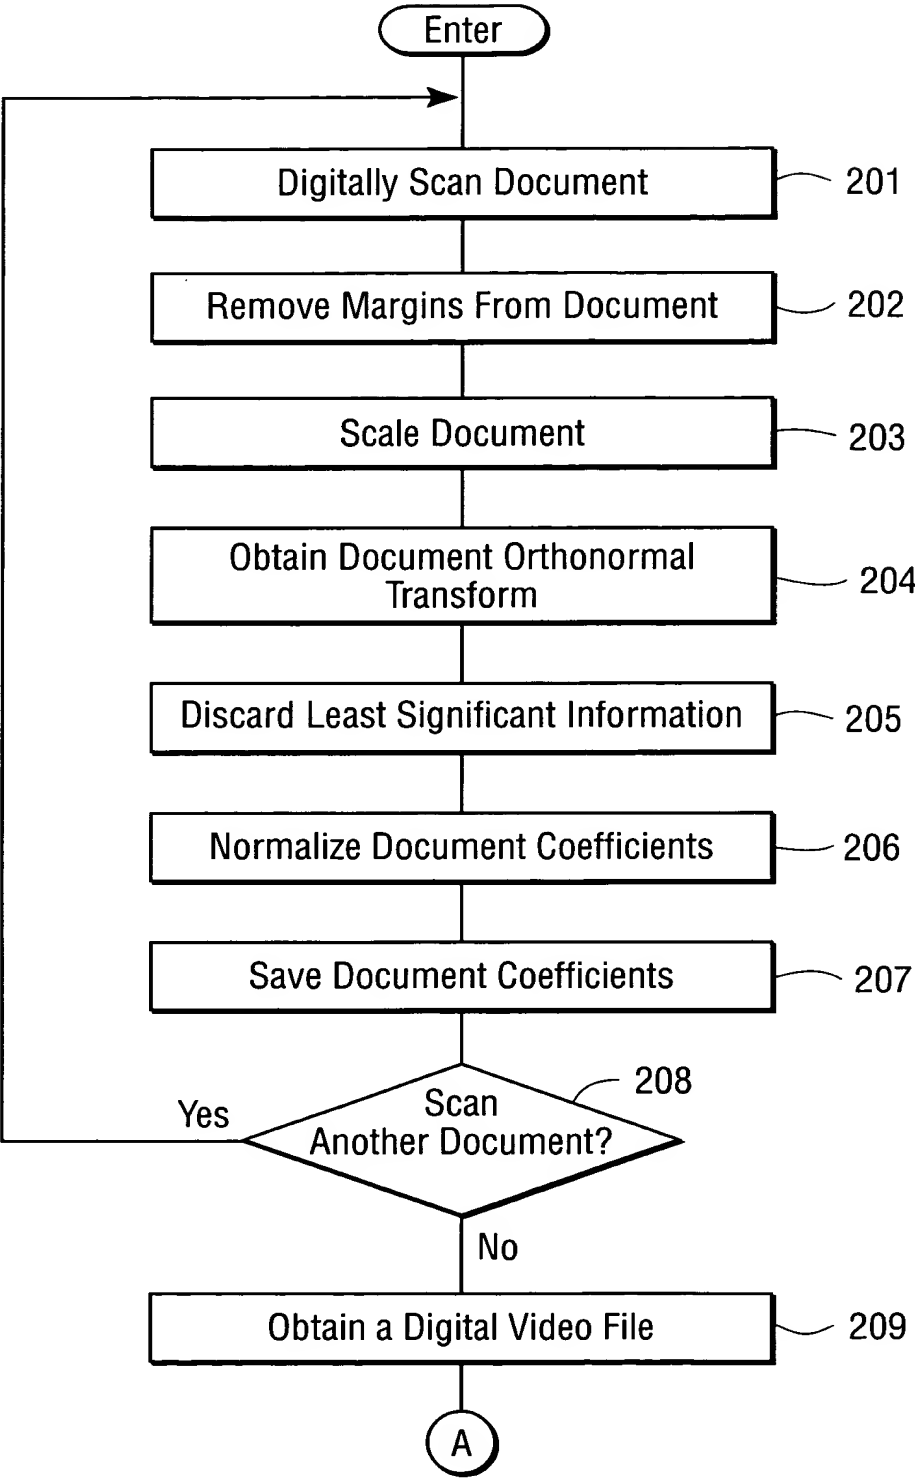 Enter
Digitally Scan Document
201
Remove Margins From Document
202
Scale Document
203
Obtain Document Orthonormal
Transform
204
Discard Least Significant Information
205
Normalize Document Coefficients
206
Save Document Coefficients
207
208
Scan
Another Document?
Yes
No
Obtain a Digital Video File
209
A